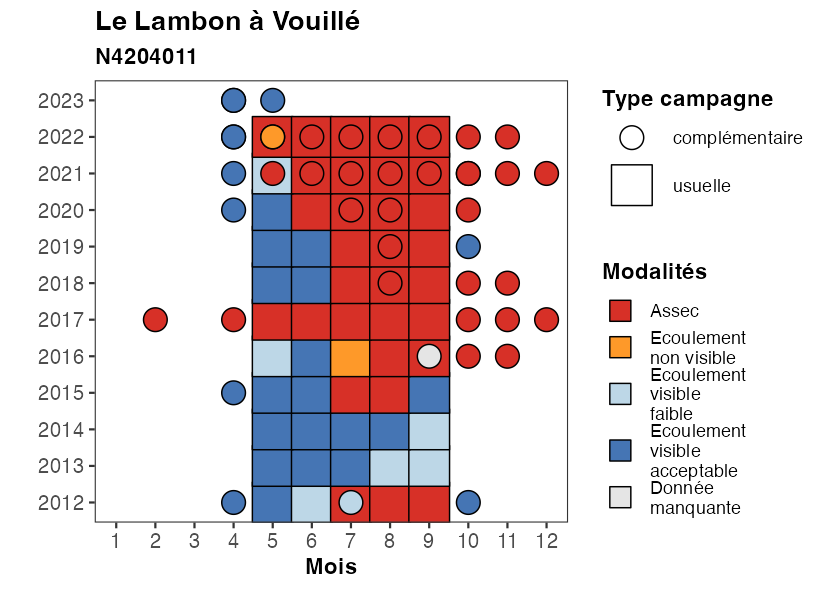 Le Lambon à Vouillé
N4204011
2023
2022
2021
2020
2019
2018
2017
2016
2015
2014
2013
2012
1 2 3 4 5 6 7 8 9 10 11 12
Mois
Type campagne
complémentaire
usuelle
Modalités
Assec
Ecoulement
non visible
Ecoulement
visible
faible
Ecoulement
visible
acceptable
Donnée
manquante